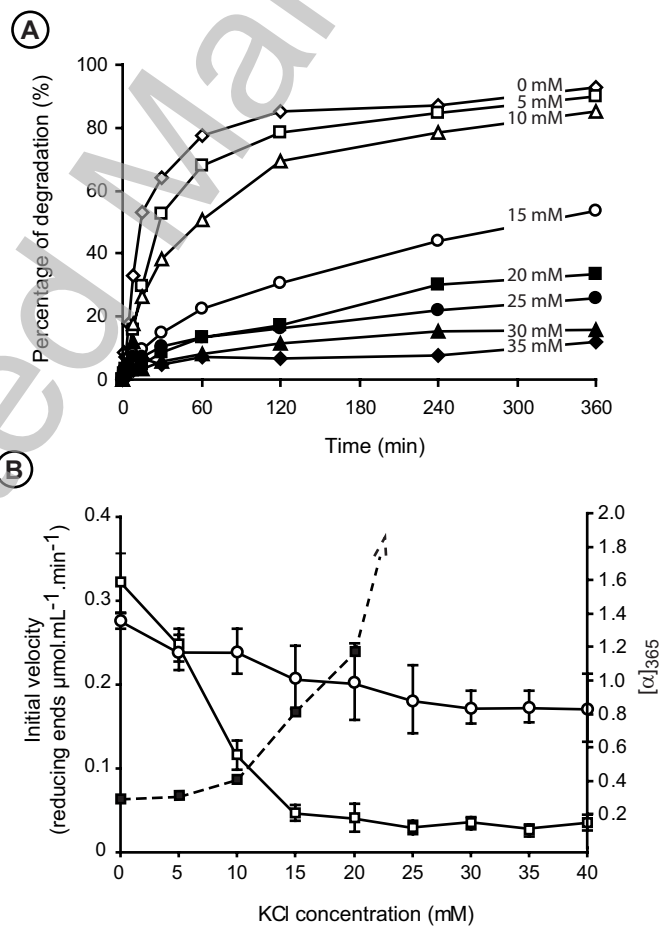 A
ed Ma
Percentage of degradation (%)
100
80
60
40
20
0
0 mM
5 mM
10 mM
15 mM
20 mM
25 mM
30 mM
35 mM
0 60 120 180 240 300 360
Time (min)
B
Initial velocity
(reducing ends μmol.mL⁻¹.min⁻¹)
0.4
0.3
0.2
0.1
0
2.0
1.8
1.6
1.4
1.2
1.0
0.8
0.6
0.4
0.2
[α]₃₆₅
0 5 10 15 20 25 30 35 40
KCl concentration (mM)